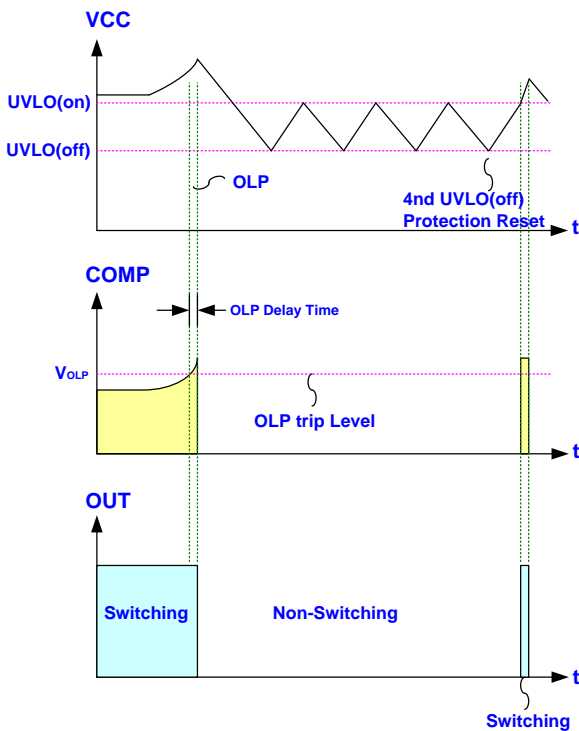 VCC
UVLO(on)
UVLO(off)
OLP
4nd UVLO(off)
Protection Reset
t
COMP
OLP Delay Time
VOLP
OLP trip Level
t
OUT
Switching
Non-Switching
t
Switching